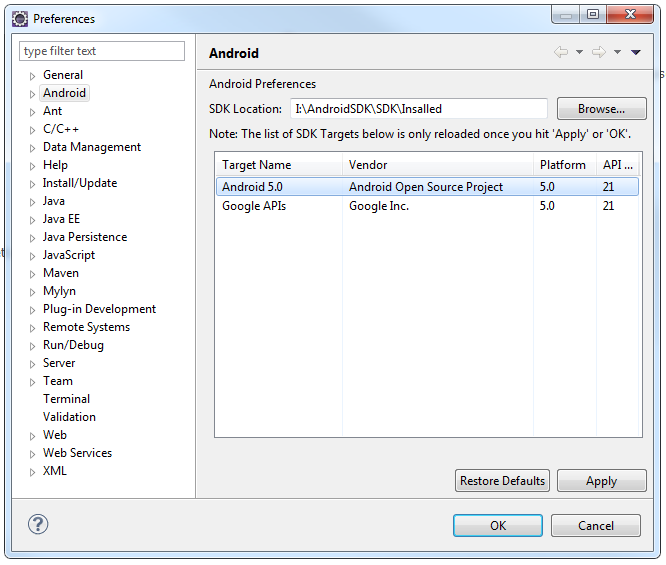 Preferences
type filter text
General
Android
Ant
C/C++
Data Management
Help
Install/Update
Java
Java EE
Java Persistence
JavaScript
Maven
Mylyn
Plug-in Development
Remote Systems
Run/Debug
Server
Team
Terminal
Validation
Web
Web Services
XML
Android
Android Preferences
SDK Location: I:\AndroidSDK\SDK\Insalled Browse...
Note: The list of SDK Targets below is only reloaded once you hit 'Apply' or 'OK'.
Target Name Vendor Platform API ...
Android 5.0 Android Open Source Project 5.0 21
Google APIs Google Inc. 5.0 21
Restore Defaults Apply
? OK Cancel